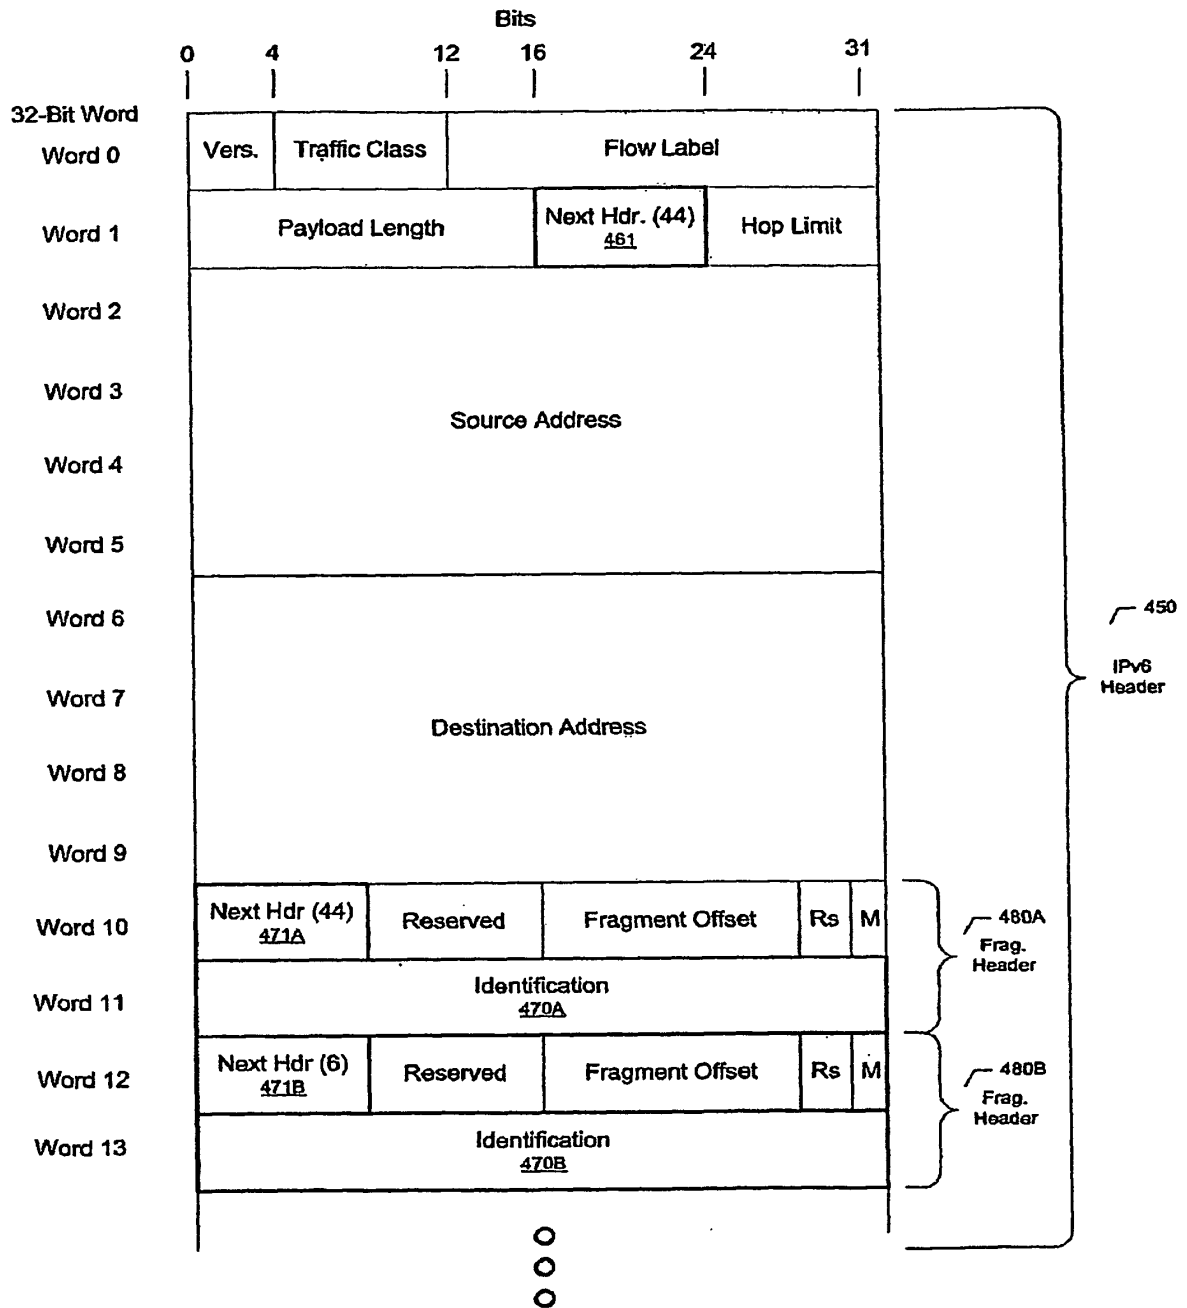 Bits
0 4 12 16 24 31
32-Bit Word
Word 0 Vers. Traffic Class Flow Label
Word 1 Payload Length Next Hdr. (44) Hop Limit
461
Word 2
Word 3
Source Address
Word 4
Word 5
Word 6
450
IPv6
Header
Word 7
Destination Address
Word 8
Word 9
Word 10 Next Hdr (44) Reserved Fragment Offset Rs M
471A
480A
Frag.
Header
Word 11 Identification
470A
Word 12 Next Hdr (6) Reserved Fragment Offset Rs M
471B
480B
Frag.
Header
Word 13 Identification
470B